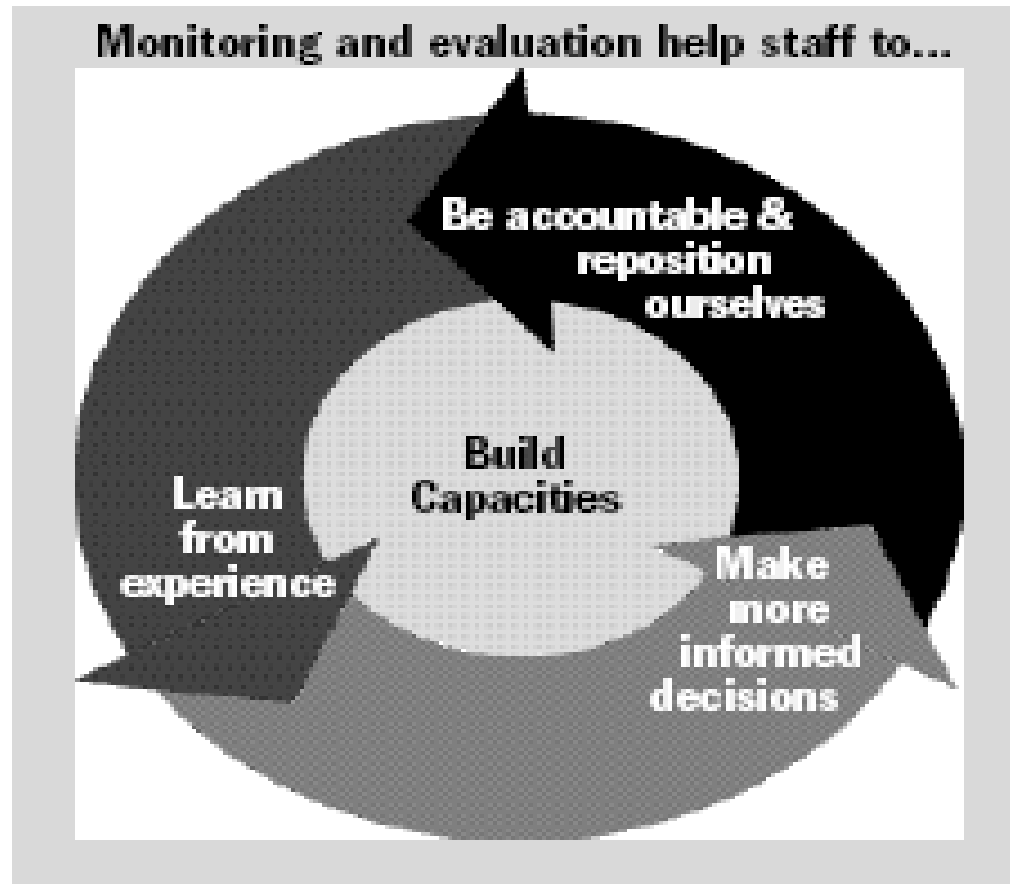 Monitoring and evaluation help staff to...
Be accountable &
reposition
ourselves
Build
Capacities
Learn
from
experience
Make
more
informed
decisions